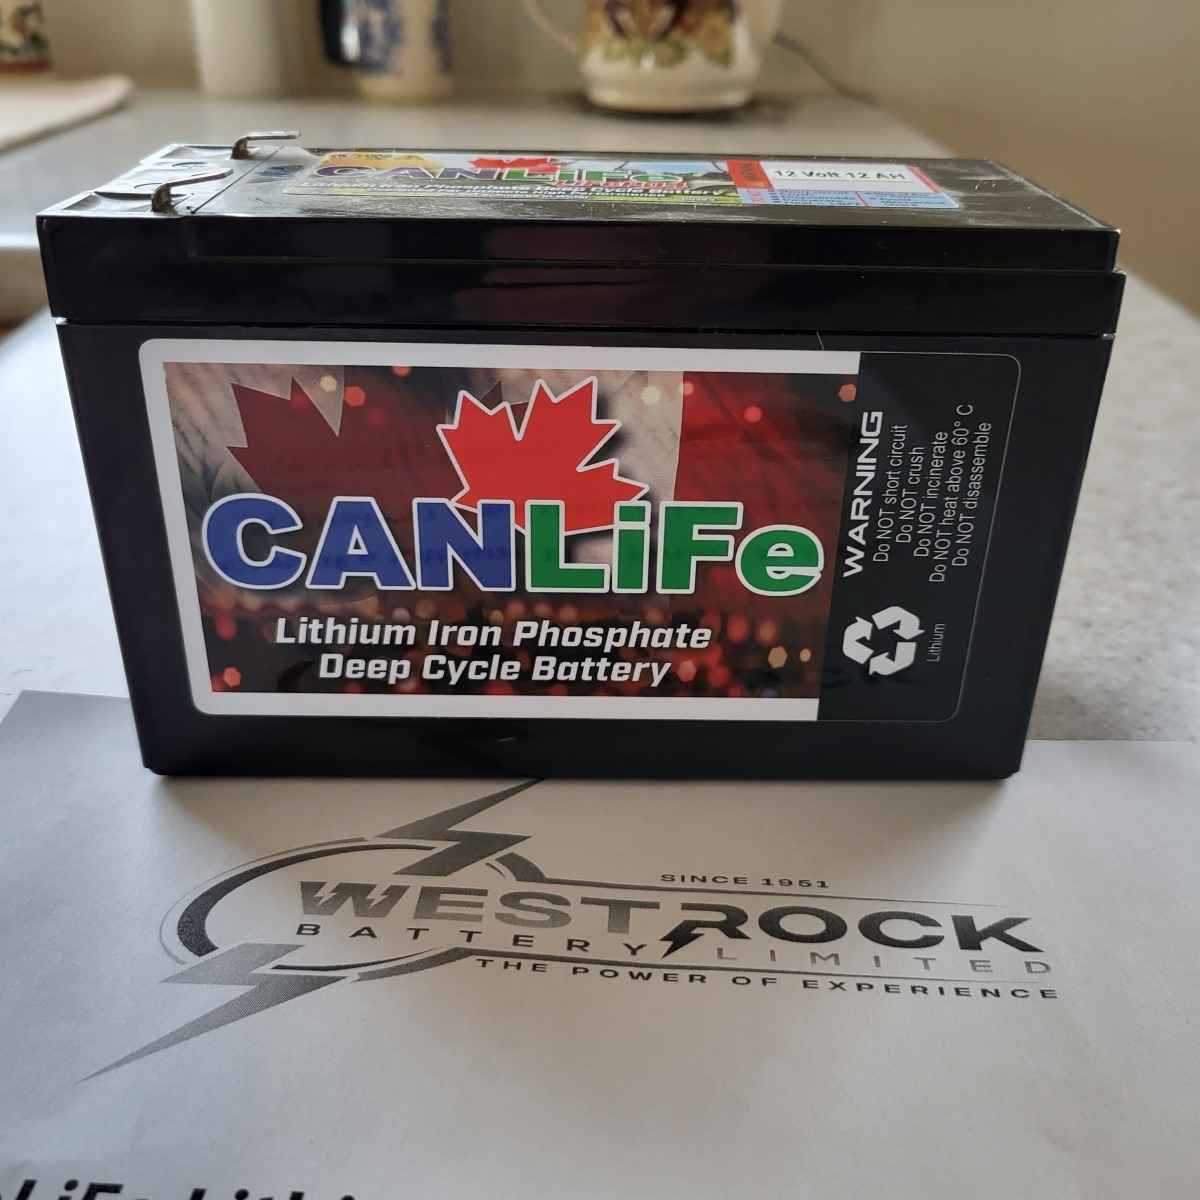 CANLiFe
LiFePO4
12 Volt 12 AH
CANLiFe
Lithium Iron Phosphate
Deep Cycle Battery
WARNING
Do NOT short circuit
Do NOT crush
Do NOT incinerate
Do NOT heat above 60° C
Do NOT disassemble
Lithium
SINCE 1951
WESTROCK
BATTERY LIMITED
THE POWER OF EXPERIENCE